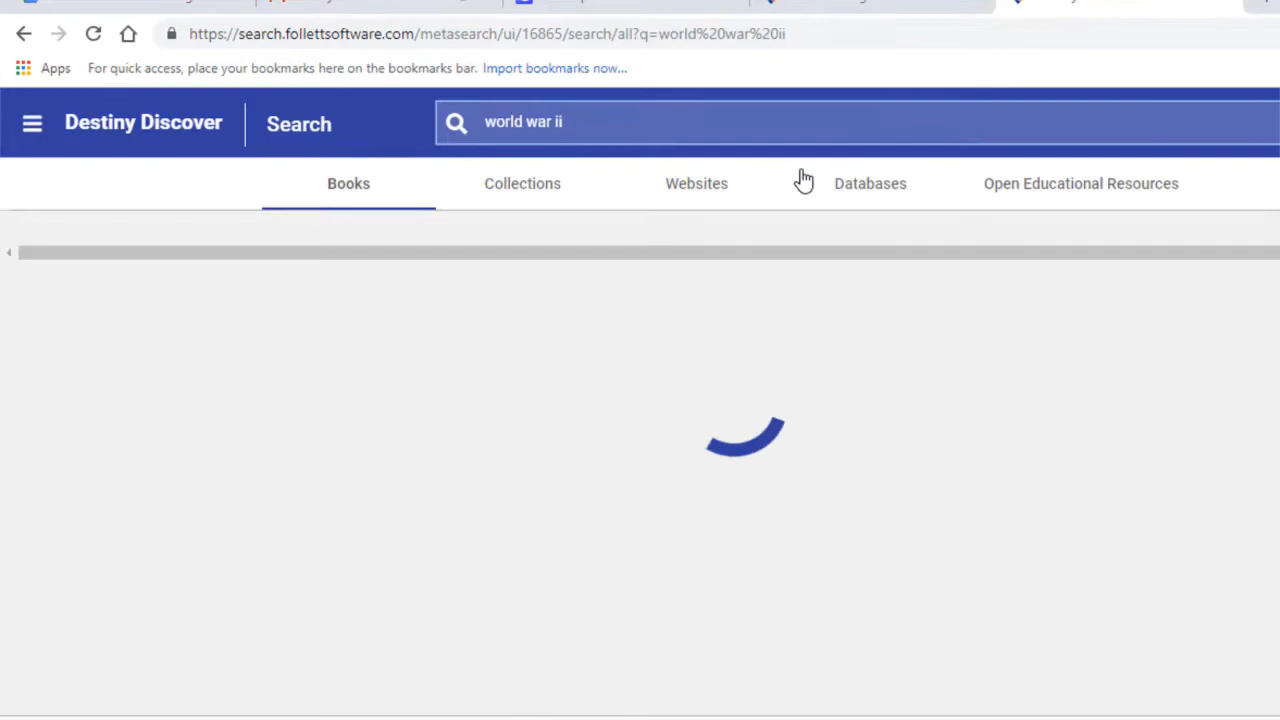 https://search.follettsoftware.com/metasearch/ui/16865/search/all?q=world%20war%20ii
Apps For quick access, place your bookmarks here on the bookmarks bar. Import bookmarks now...
Destiny Discover Search world war ii
Books Collections Websites Databases Open Educational Resources